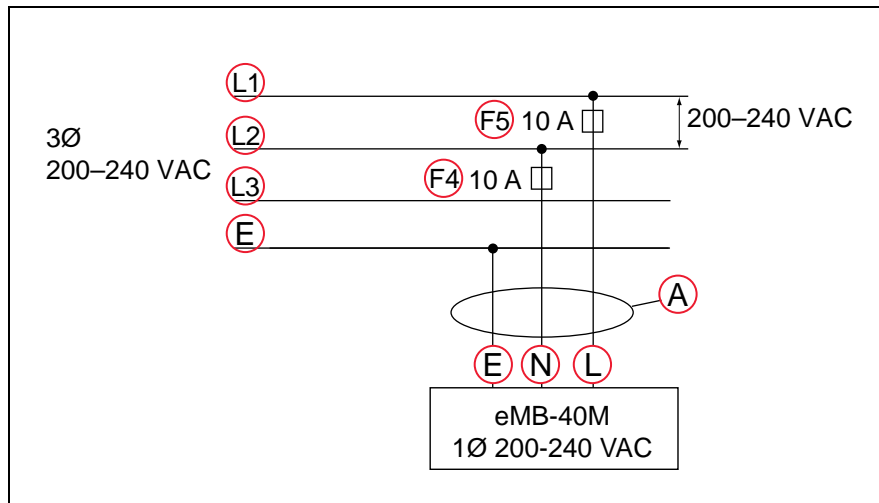 L1
F5 10 A
200–240 VAC
L2
3Ø
200–240 VAC
F4 10 A
L3
E
A
E N L
eMB-40M
1Ø 200-240 VAC